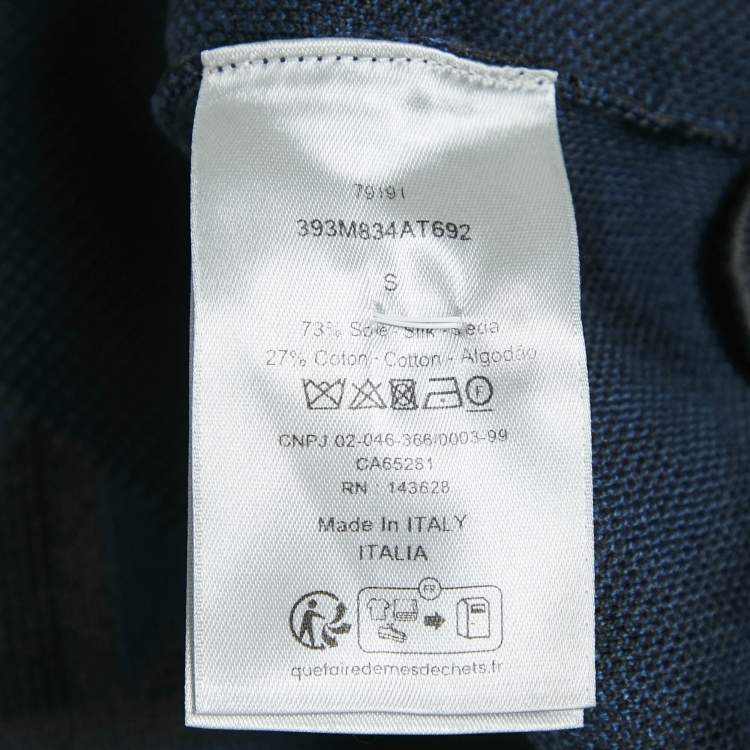 79191
393M834AT692
S
73% Soie - Silk - Seda
27% Coton - Cotton - Algodão
F
CNPJ 02-046-366/0003-99
CA65281
RN : 143628
Made In ITALY
ITALIA
FR
quefairedemesdechets.fr